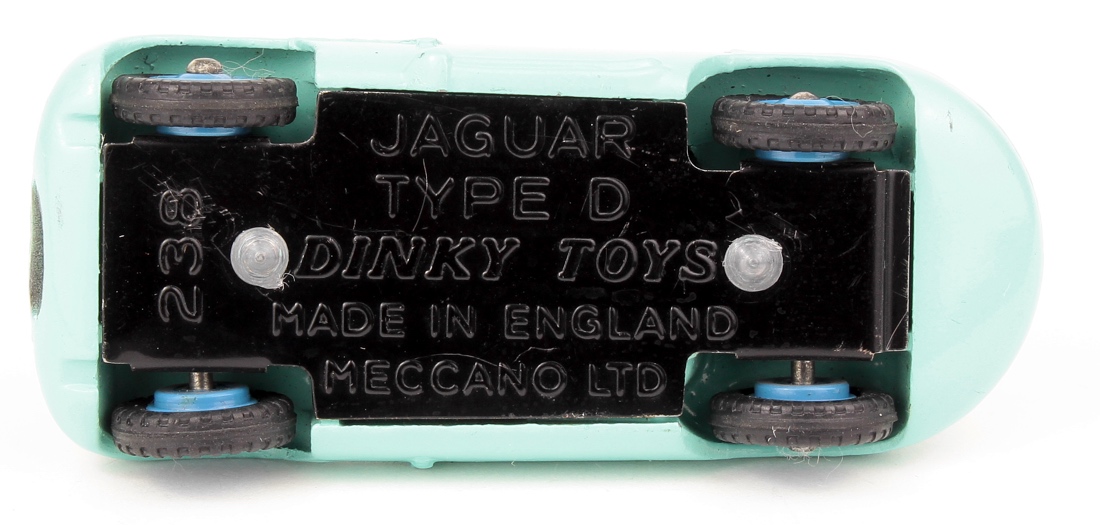 JAGUAR
TYPE D
DINKY TOYS
MADE IN ENGLAND
MECCANO LTD
238